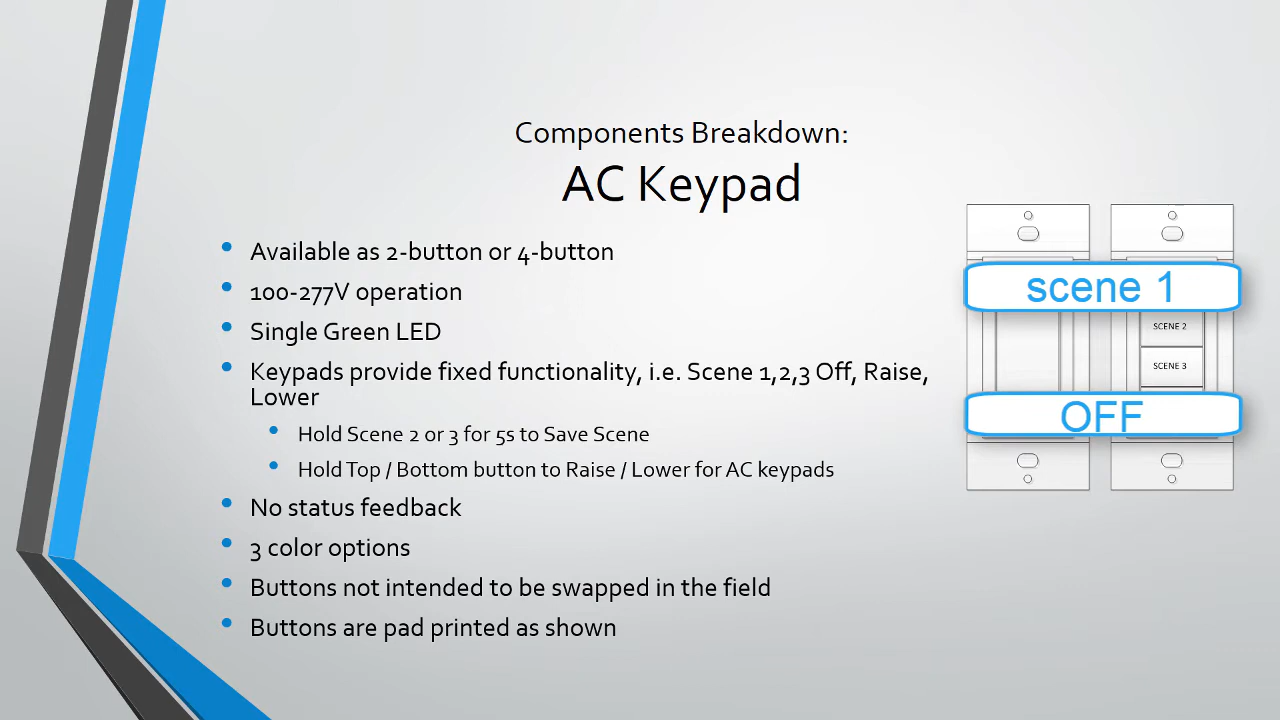 Components Breakdown:
AC Keypad
Available as 2-button or 4-button
100-277V operation
Single Green LED
Keypads provide fixed functionality, i.e. Scene 1,2,3 Off, Raise,
Lower
Hold Scene 2 or 3 for 5s to Save Scene
Hold Top / Bottom button to Raise / Lower for AC keypads
No status feedback
3 color options
Buttons not intended to be swapped in the field
Buttons are pad printed as shown
scene 1
SCENE 2
SCENE 3
OFF